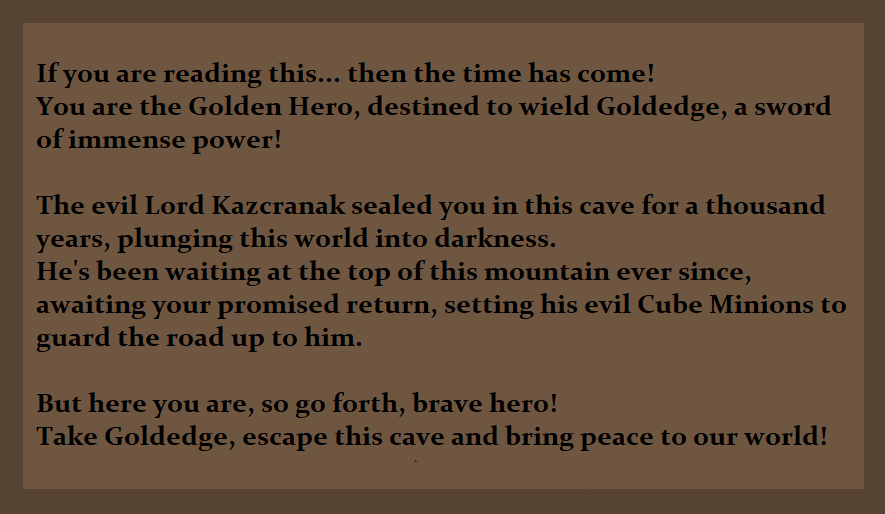 If you are reading this... then the time has come!
You are the Golden Hero, destined to wield Goldedge, a sword
of immense power!
The evil Lord Kazcranak sealed you in this cave for a thousand
years, plunging this world into darkness.
He's been waiting at the top of this mountain ever since,
awaiting your promised return, setting his evil Cube Minions to
guard the road up to him.
But here you are, so go forth, brave hero!
Take Goldedge, escape this cave and bring peace to our world!